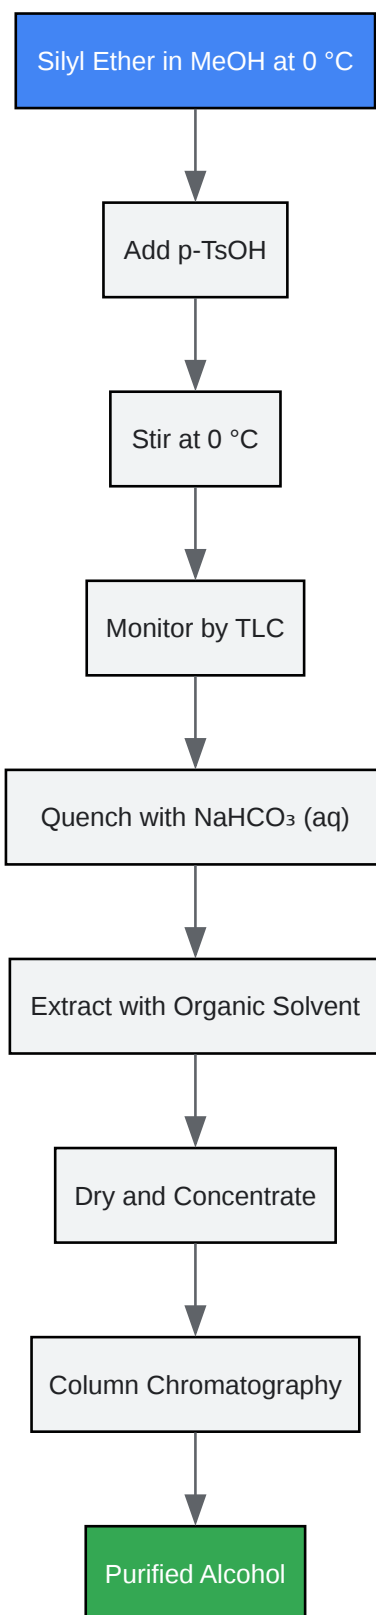 Silyl Ether in MeOH at 0 °C
Add p-TsOH
Stir at 0 °C
Monitor by TLC
Quench with NaHCO₃ (aq)
Extract with Organic Solvent
Dry and Concentrate
Column Chromatography
Purified Alcohol